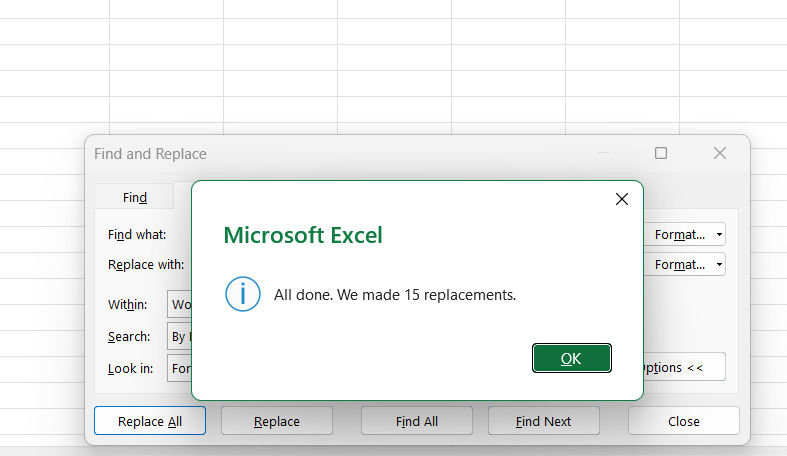 Find and Replace
Find
Microsoft Excel
Find what:
Format...
Replace with:
Format...
All done. We made 15 replacements.
Within:
Wo
Search:
By
Look in:
For
OK
ptions <<
Replace All
Replace
Find All
Find Next
Close